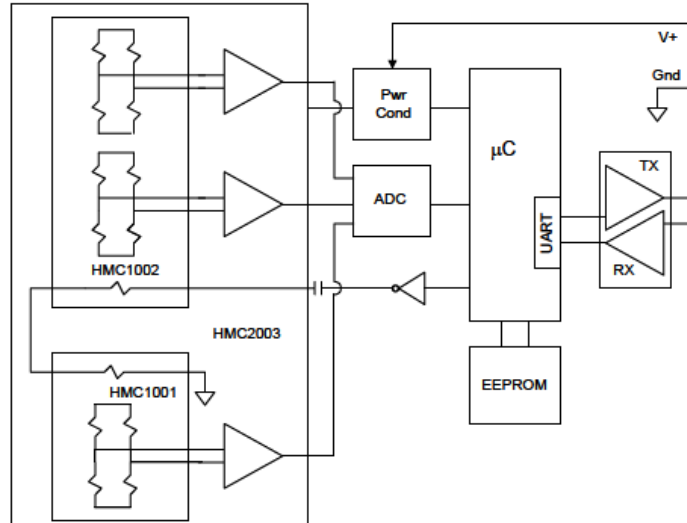 V+
Gnd
Pwr
Cond
μC
TX
ADC
UART
RX
HMC1002
HMC2003
HMC1001
EEPROM